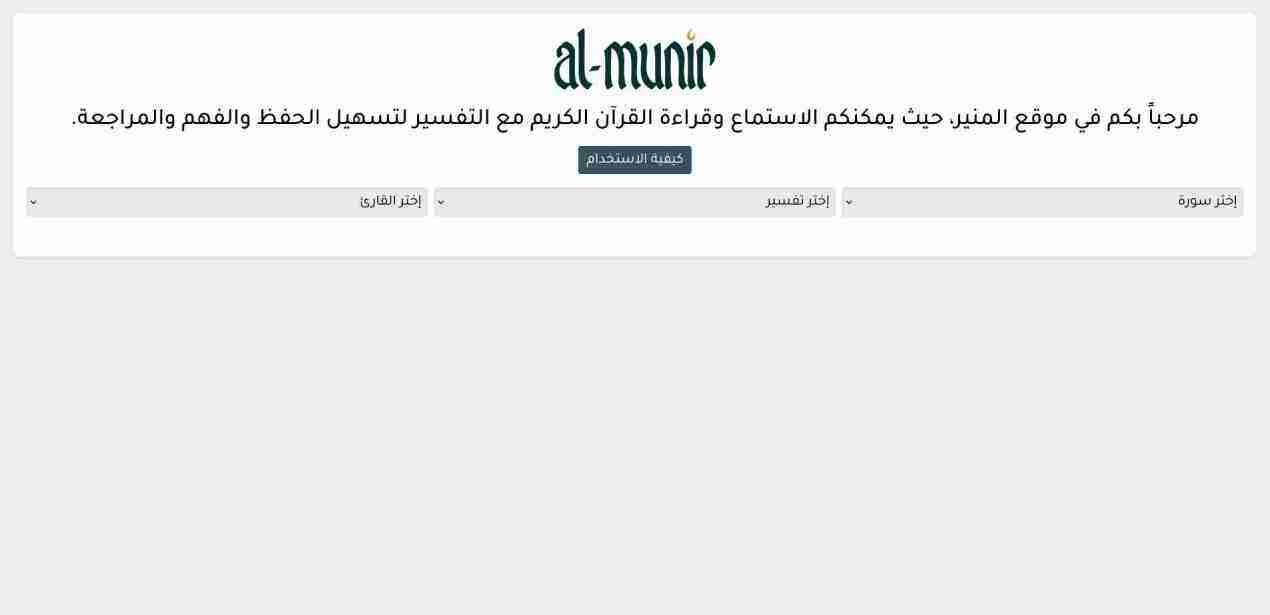 al-munir
مرحباً بكم في موقع المنير، حيث يمكنكم الاستماع وقراءة القرآن الكريم مع التفسير لتسهيل الحفظ والفهم والمراجعة.
كيفية الاستخدام
إختر سورة
إختر تفسير
إختر القارئ